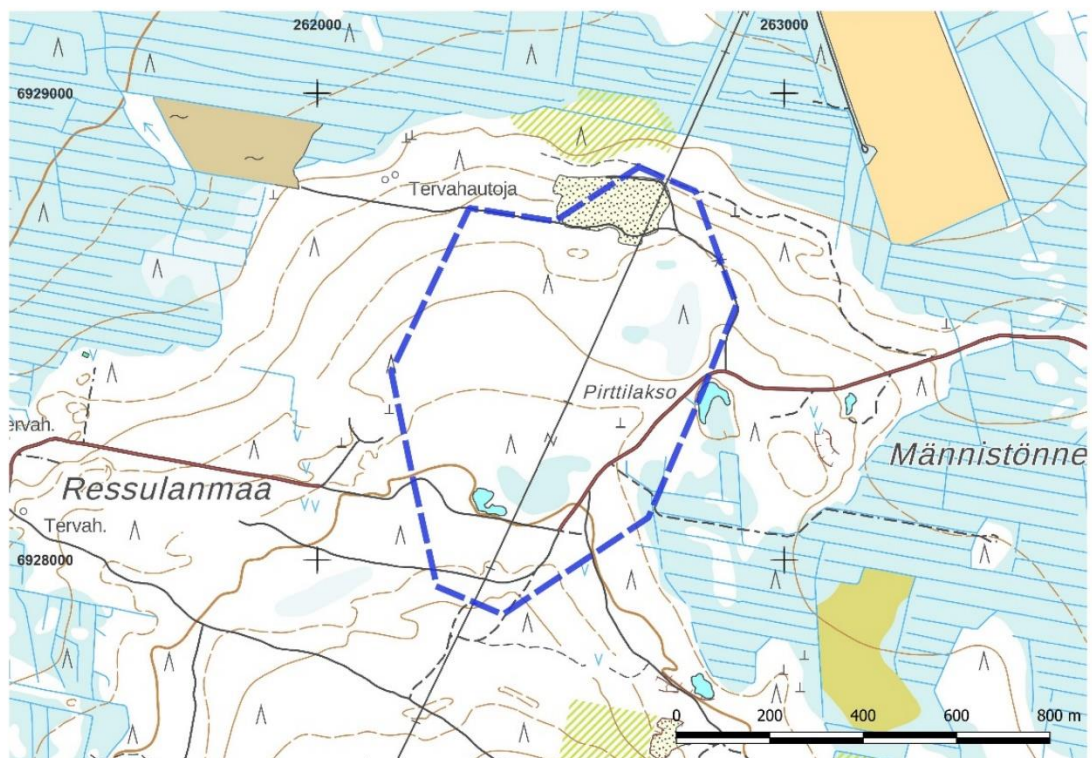 262000
263000
6929000
Tervahautoja
Pirttilakso
ervah.
Männistönne
Ressulanmaa
Tervah.
6928000
0 200 400 600 800 m